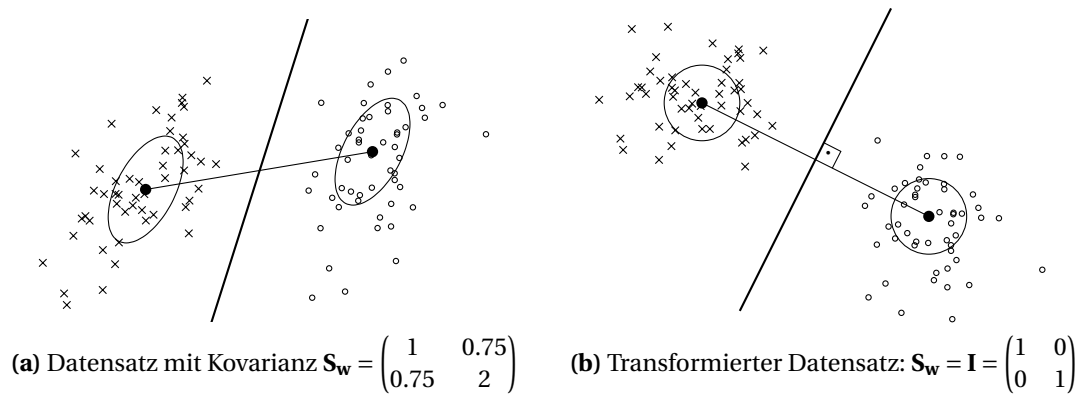 (a) Datensatz mit Kovarianz S_w = (1 0.75
0.75 2)
(b) Transformierter Datensatz: S_w = I = (1 0
0 1)